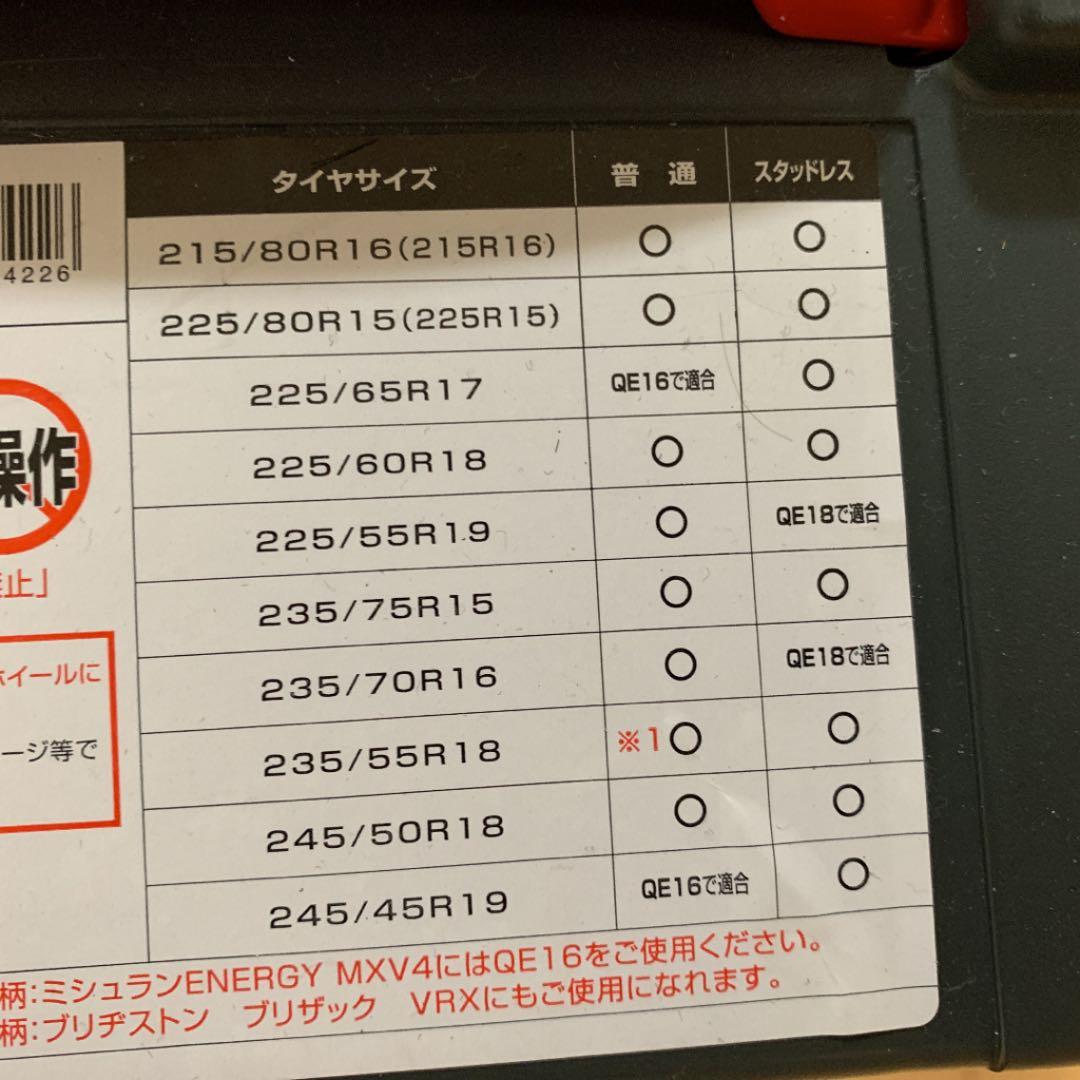 タイヤサイズ 普通 スタッドレス
215/80R16(215R16) ○ ○
225/80R15(225R15) ○ ○
225/65R17 QE16で適合 ○
225/60R18 ○ ○
225/55R19 ○ QE18で適合
235/75R15 ○ ○
235/70R16 ○ QE18で適合
235/55R18 ※1○ ○
245/50R18 ○ ○
245/45R19 QE16で適合 ○
4226
操作
止」
ホイールに
ージ等で
柄:ミシュランENERGY MXV4にはQE16をご使用ください。
柄:ブリヂストン ブリザック VRXにもご使用になれます。